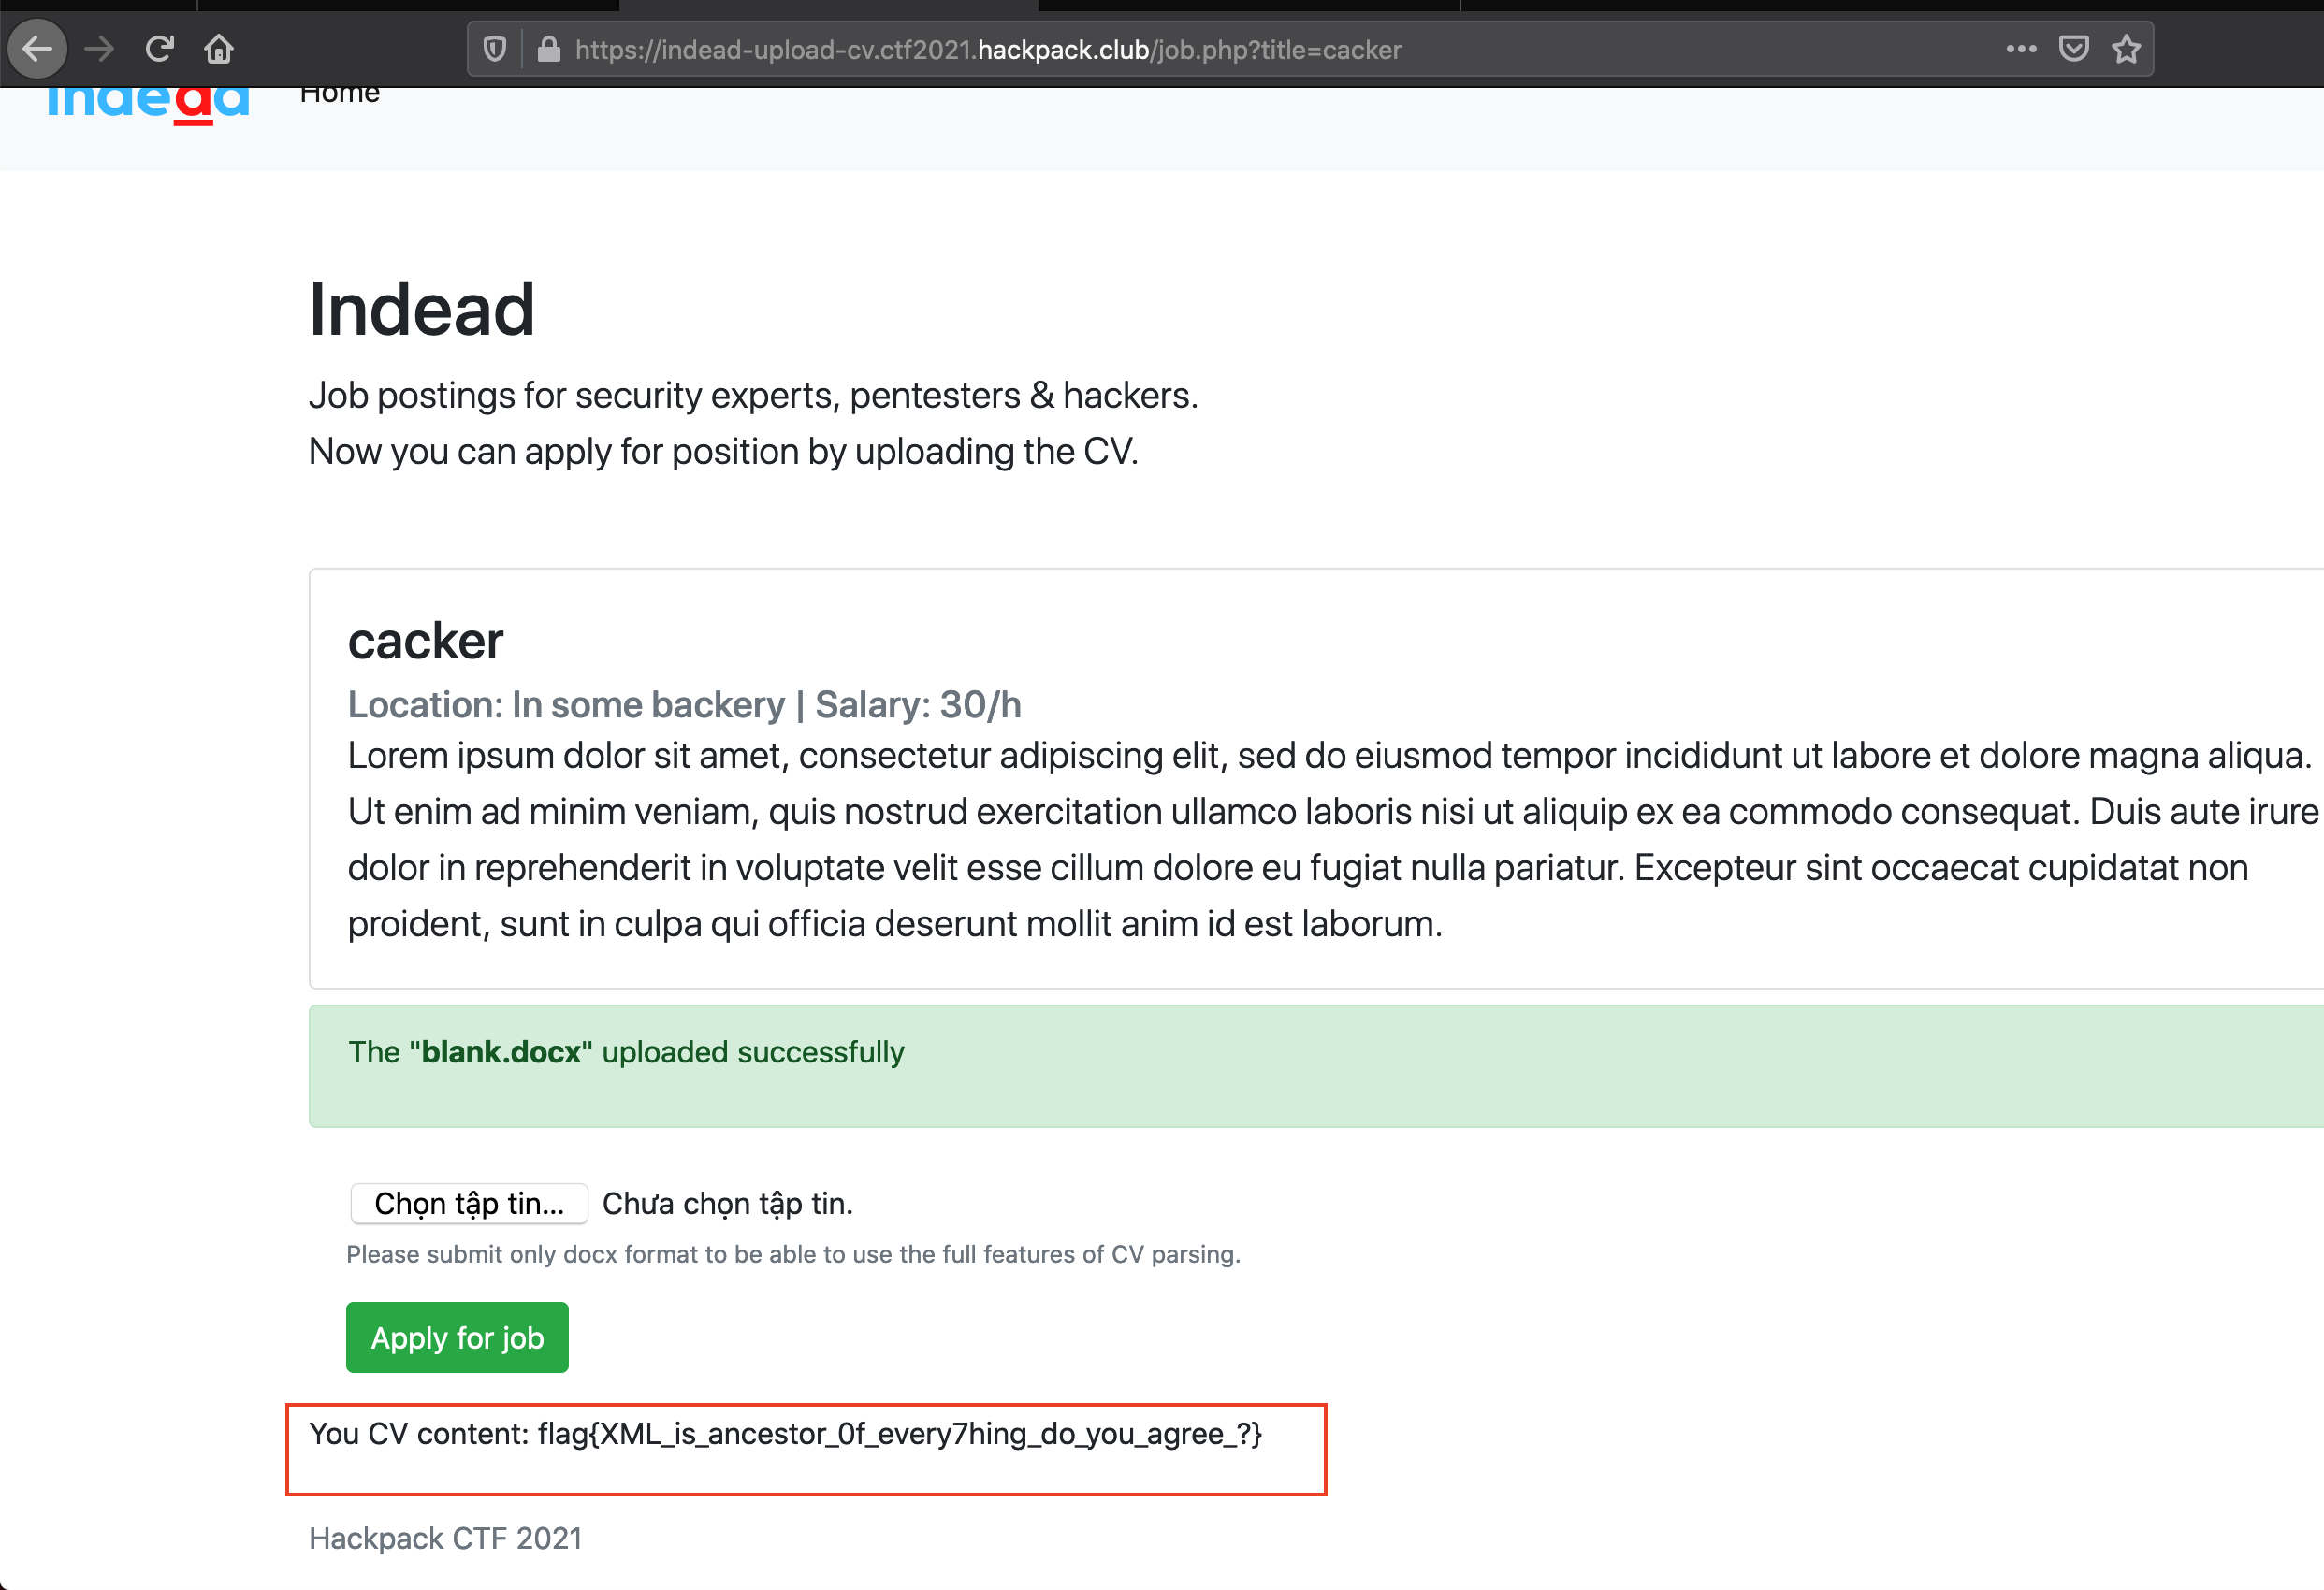 https://indead-upload-cv.ctf2021.hackpack.club/job.php?title=cacker
indead Home
Indead
Job postings for security experts, pentesters & hackers.
Now you can apply for position by uploading the CV.
cacker
Location: In some backery | Salary: 30/h
Lorem ipsum dolor sit amet, consectetur adipiscing elit, sed do eiusmod tempor incididunt ut labore et dolore magna aliqua.
Ut enim ad minim veniam, quis nostrud exercitation ullamco laboris nisi ut aliquip ex ea commodo consequat. Duis aute irure
dolor in reprehenderit in voluptate velit esse cillum dolore eu fugiat nulla pariatur. Excepteur sint occaecat cupidatat non
proident, sunt in culpa qui officia deserunt mollit anim id est laborum.
The "blank.docx" uploaded successfully
Chọn tập tin... Chưa chọn tập tin.
Please submit only docx format to be able to use the full features of CV parsing.
Apply for job
You CV content: flag{XML_is_ancestor_0f_every7hing_do_you_agree_?}
Hackpack CTF 2021